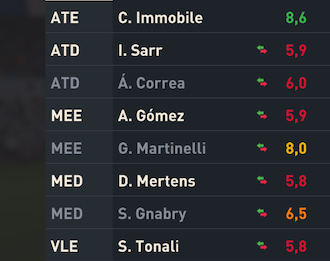 ATE C. Immobile 8,6
ATD I. Sarr 5,9
ATD Á. Correa 6,0
MEE A. Gómez 5,9
MEE G. Martinelli 8,0
MED D. Mertens 5,8
MED S. Gnabry 6,5
VLE S. Tonali 5,8